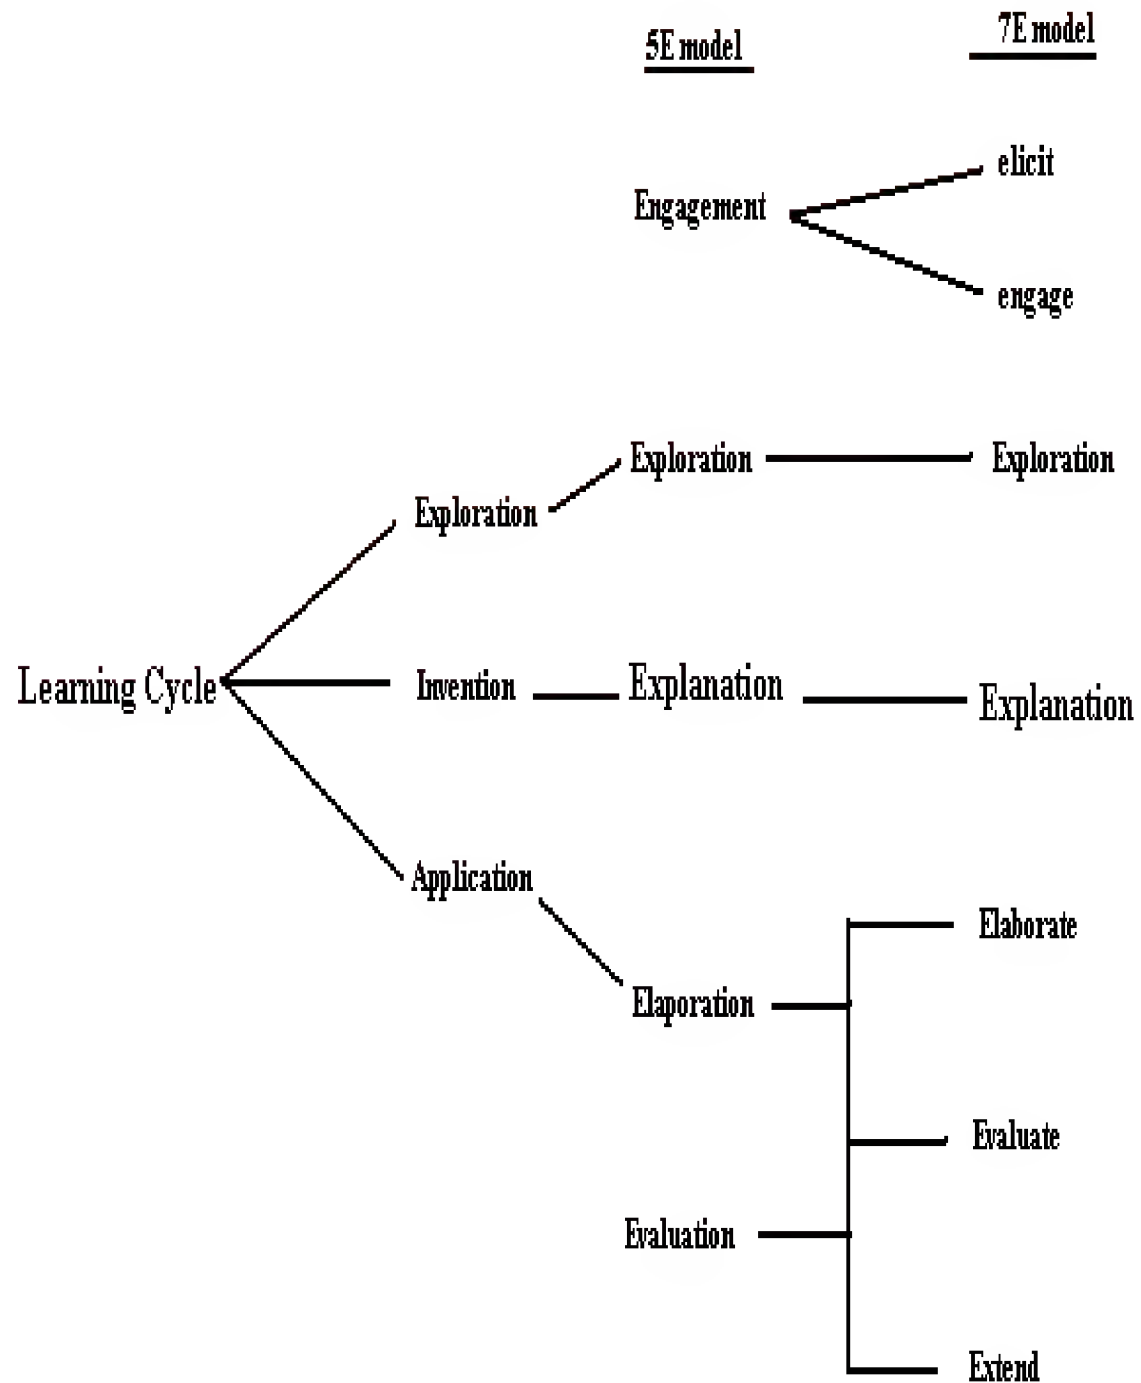 5E model
7E model
elicit
Engagement
engage
Exploration
Exploration
Exploration
Learning Cycle
Invention
Explanation
Explanation
Application
Elaborate
Elaporation
Evaluate
Evaluation
Extend